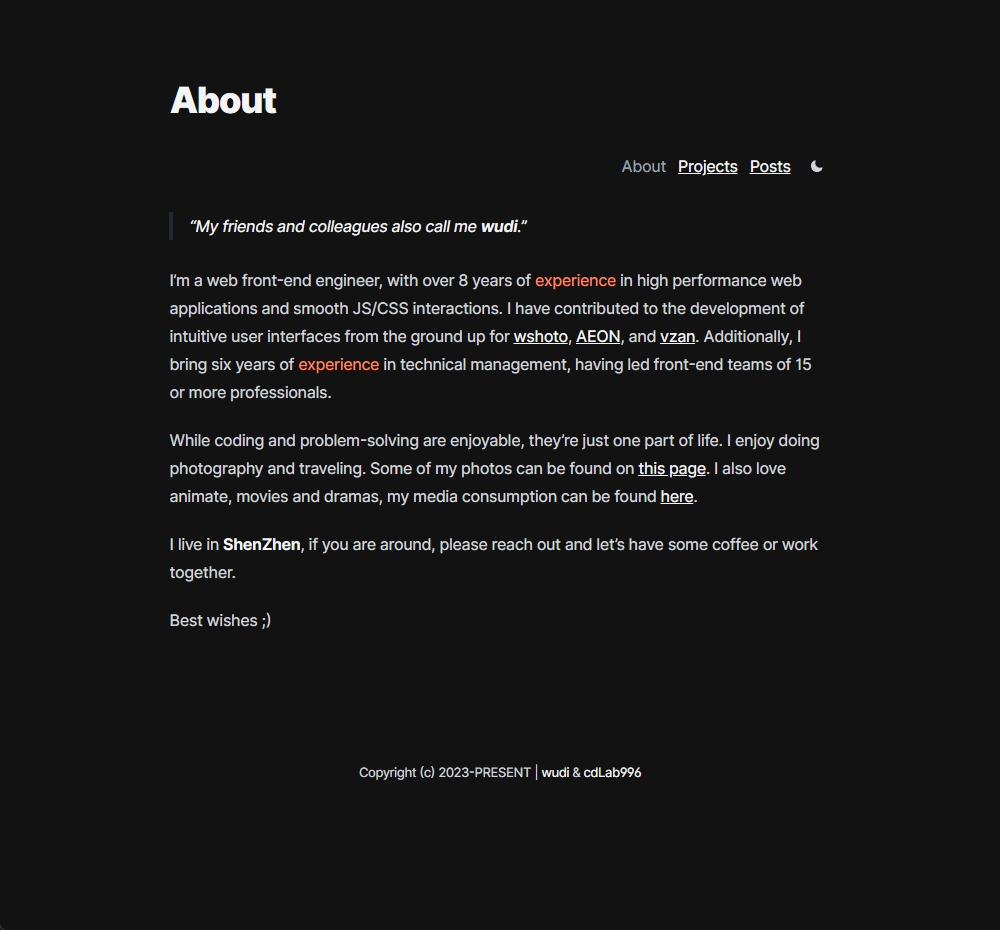 About
About Projects Posts
“My friends and colleagues also call me wudi.”
I’m a web front-end engineer, with over 8 years of experience in high performance web
applications and smooth JS/CSS interactions. I have contributed to the development of
intuitive user interfaces from the ground up for wshoto, AEON, and vzan. Additionally, I
bring six years of experience in technical management, having led front-end teams of 15
or more professionals.
While coding and problem-solving are enjoyable, they’re just one part of life. I enjoy doing
photography and traveling. Some of my photos can be found on this page. I also love
animate, movies and dramas, my media consumption can be found here.
I live in ShenZhen, if you are around, please reach out and let’s have some coffee or work
together.
Best wishes ;)
Copyright (c) 2023-PRESENT | wudi & cdLab996